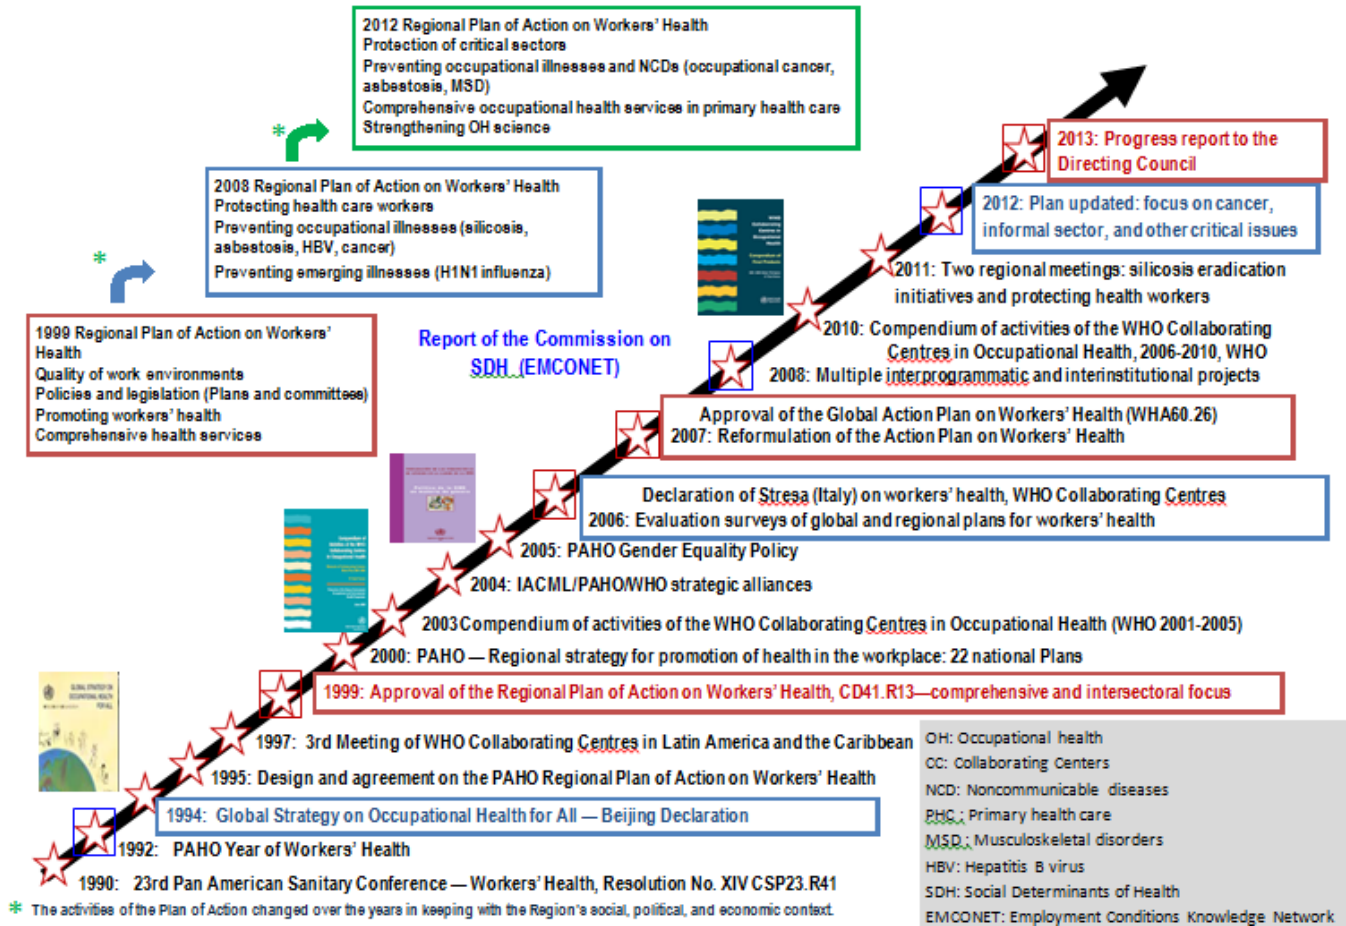 2012 Regional Plan of Action on Workers' Health
Protection of critical sectors
Preventing occupational illnesses and NCDs (occupational cancer,
asbestosis, MSD)
Comprehensive occupational health services in primary health care
Strengthening OH science
*
2008 Regional Plan of Action on Workers' Health
Protecting health care workers
Preventing occupational illnesses (silicosis,
asbestosis, HBV, cancer)
Preventing emerging illnesses (H1N1 influenza)
*
1999 Regional Plan of Action on Workers'
Health
Quality of work environments
Policies and legislation (Plans and committees)
Promoting workers' health
Comprehensive health services
Report of the Commission on
SDH (EMCONET)
2013: Progress report to the
Directing Council
2012: Plan updated: focus on cancer,
informal sector, and other critical issues
2011: Two regional meetings: silicosis eradication
initiatives and protecting health workers
2010: Compendium of activities of the WHO Collaborating
Centres in Occupational Health, 2006-2010, WHO
2008: Multiple interprogrammatic and interinstitutional projects
Approval of the Global Action Plan on Workers' Health (WHA60.26)
2007: Reformulation of the Action Plan on Workers' Health
Declaration of Stresa (Italy) on workers' health, WHO Collaborating Centres
2006: Evaluation surveys of global and regional plans for workers' health
2005: PAHO Gender Equality Policy
2004: IACML/PAHO/WHO strategic alliances
2003 Compendium of activities of the WHO Collaborating Centres in Occupational Health (WHO 2001-2005)
2000: PAHO — Regional strategy for promotion of health in the workplace: 22 national Plans
1999: Approval of the Regional Plan of Action on Workers' Health, CD41.R13—comprehensive and intersectoral focus
1997: 3rd Meeting of WHO Collaborating Centres in Latin America and the Caribbean
1995: Design and agreement on the PAHO Regional Plan of Action on Workers' Health
1994: Global Strategy on Occupational Health for All — Beijing Declaration
1992: PAHO Year of Workers' Health
1990: 23rd Pan American Sanitary Conference — Workers' Health, Resolution No. XIV CSP23.R41
* The activities of the Plan of Action changed over the years in keeping with the Region's social, political, and economic context.
GLOBAL STRATEGY ON
OCCUPATIONAL HEALTH
FOR ALL
OH: Occupational health
CC: Collaborating Centers
NCD: Noncommunicable diseases
PHC : Primary health care
MSD : Musculoskeletal disorders
HBV: Hepatitis B virus
SDH: Social Determinants of Health
EMCONET: Employment Conditions Knowledge Network